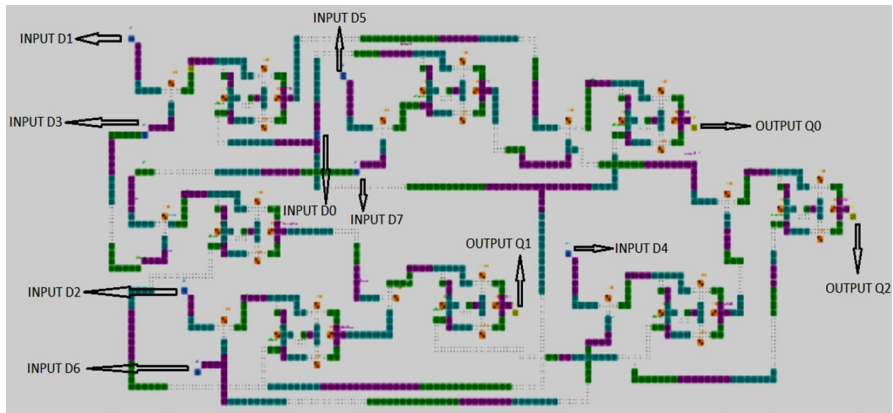 INPUT D5
INPUT D1
INPUT D3
OUTPUT Q0
INPUT D0
INPUT D7
OUTPUT Q1
INPUT D4
INPUT D2
OUTPUT Q2
INPUT D6